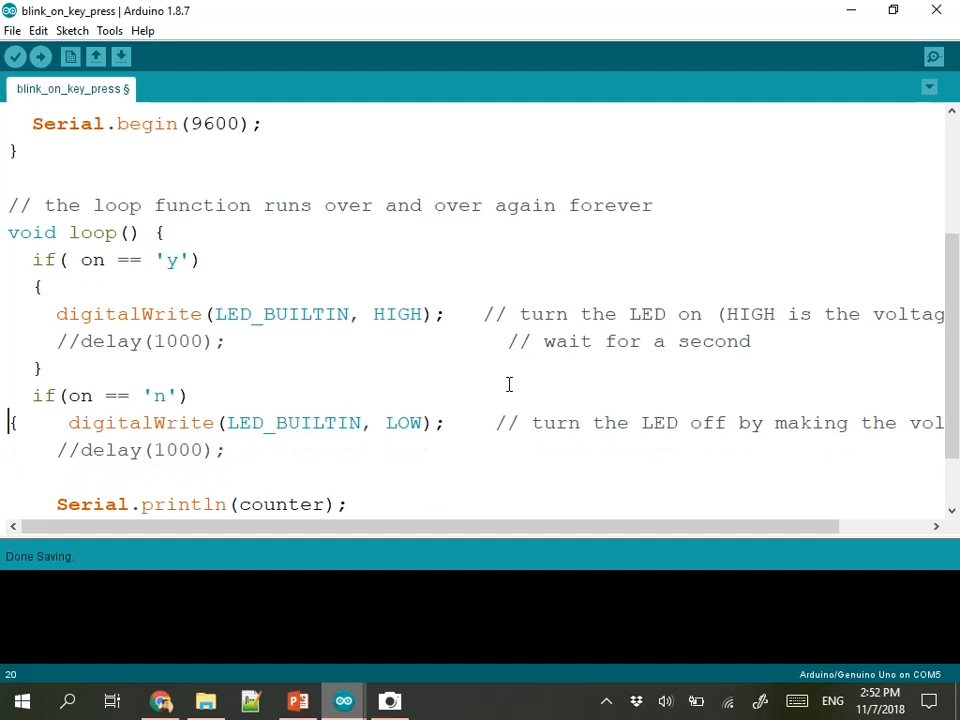 blink_on_key_press | Arduino 1.8.7
File Edit Sketch Tools Help
blink_on_key_press §
Serial.begin(9600);
}
// the loop function runs over and over again forever
void loop() {
if( on == 'y')
{
digitalWrite(LED_BUILTIN, HIGH); // turn the LED on (HIGH is the voltag
//delay(1000); // wait for a second
}
if(on == 'n')
{ digitalWrite(LED_BUILTIN, LOW); // turn the LED off by making the vol
//delay(1000);
Serial.println(counter);
Done Saving.
20 Arduino/Genuino Uno on COM5
ENG 2:52 PM
11/7/2018